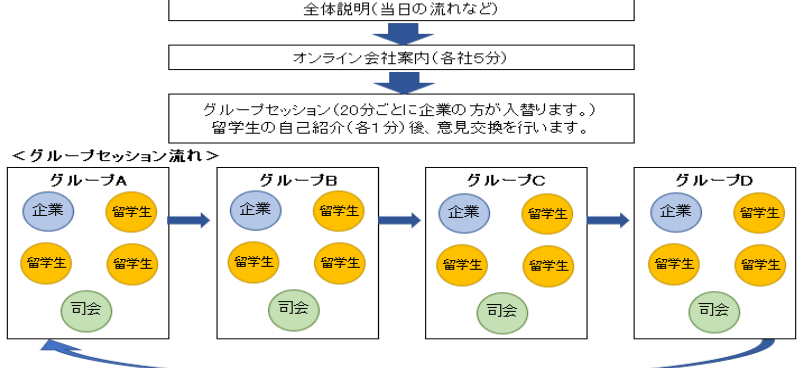 全体説明(当日の流れなど)
オンライン会社案内(各社5分)
グループセッション(20分ごとに企業の方が入替ります。)
留学生の自己紹介(各1分)後、意見交換を行います。
＜グループセッション流れ＞
グループA
企業
留学生
留学生
留学生
司会
グループB
企業
留学生
留学生
留学生
司会
グループC
企業
留学生
留学生
留学生
司会
グループD
企業
留学生
留学生
留学生
司会